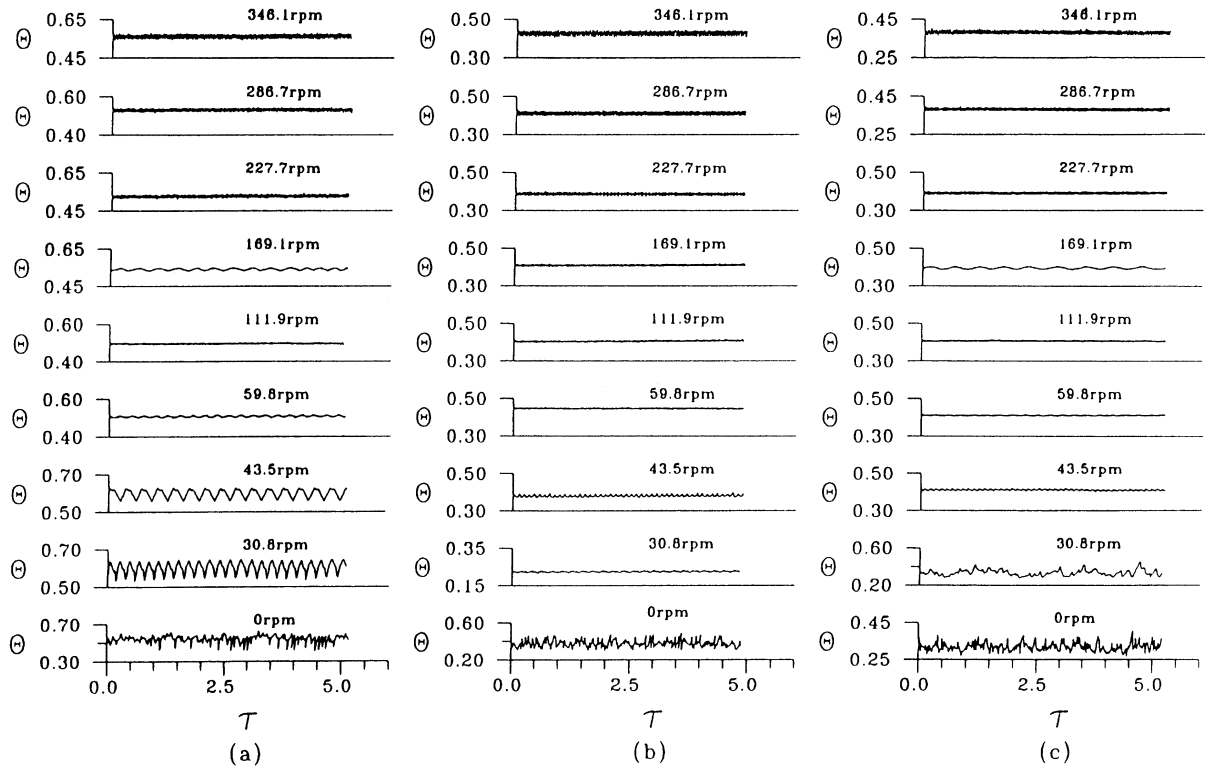 0.65 346.1rpm 0.50 346.1rpm 0.45 346.1rpm
Θ Θ Θ
0.45 0.30 0.25
0.60 286.7rpm 0.50 286.7rpm 0.45 286.7rpm
Θ Θ Θ
0.40 0.30 0.25
0.65 227.7rpm 0.50 227.7rpm 0.50 227.7rpm
Θ Θ Θ
0.45 0.30 0.30
0.65 169.1rpm 0.50 169.1rpm 0.50 169.1rpm
Θ Θ Θ
0.45 0.30 0.30
0.60 111.9rpm 0.50 111.9rpm 0.50 111.9rpm
Θ Θ Θ
0.40 0.30 0.30
0.60 59.8rpm 0.50 59.8rpm 0.50 59.8rpm
Θ Θ Θ
0.40 0.30 0.30
0.70 43.5rpm 0.50 43.5rpm 0.50 43.5rpm
Θ Θ Θ
0.50 0.30 0.30
0.70 30.8rpm 0.35 30.8rpm 0.60 30.8rpm
Θ Θ Θ
0.50 0.15 0.20
0.70 0rpm 0.60 0rpm 0.45 0rpm
Θ Θ Θ
0.30 0.20 0.25
0.0 2.5 5.0 0.0 2.5 5.0 0.0 2.5 5.0
τ τ τ
(a) (b) (c)